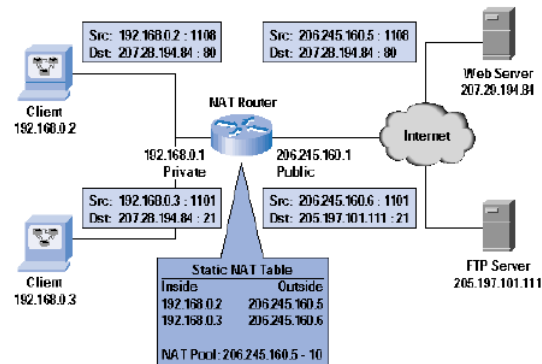 Src: 192.168.0.2 : 1108
Dst: 207.28.194.84 : 80
Src: 206.245.160.5 : 1108
Dst: 207.28.194.84 : 80
Client
192.168.0.2
NAT Router
Web Server
207.29.194.84
192.168.0.1
Private
206.245.160.1
Public
Internet
Src: 192.168.0.3 : 1101
Dst: 207.28.194.84 : 21
Src: 206.245.160.6 : 1101
Dst: 205.197.101.111 : 21
Client
192.168.0.3
FTP Server
205.197.101.111
Static NAT Table
Inside Outside
192.168.0.2 206.245.160.5
192.168.0.3 206.245.160.6
NAT Pool: 206.245.160.5 - 10